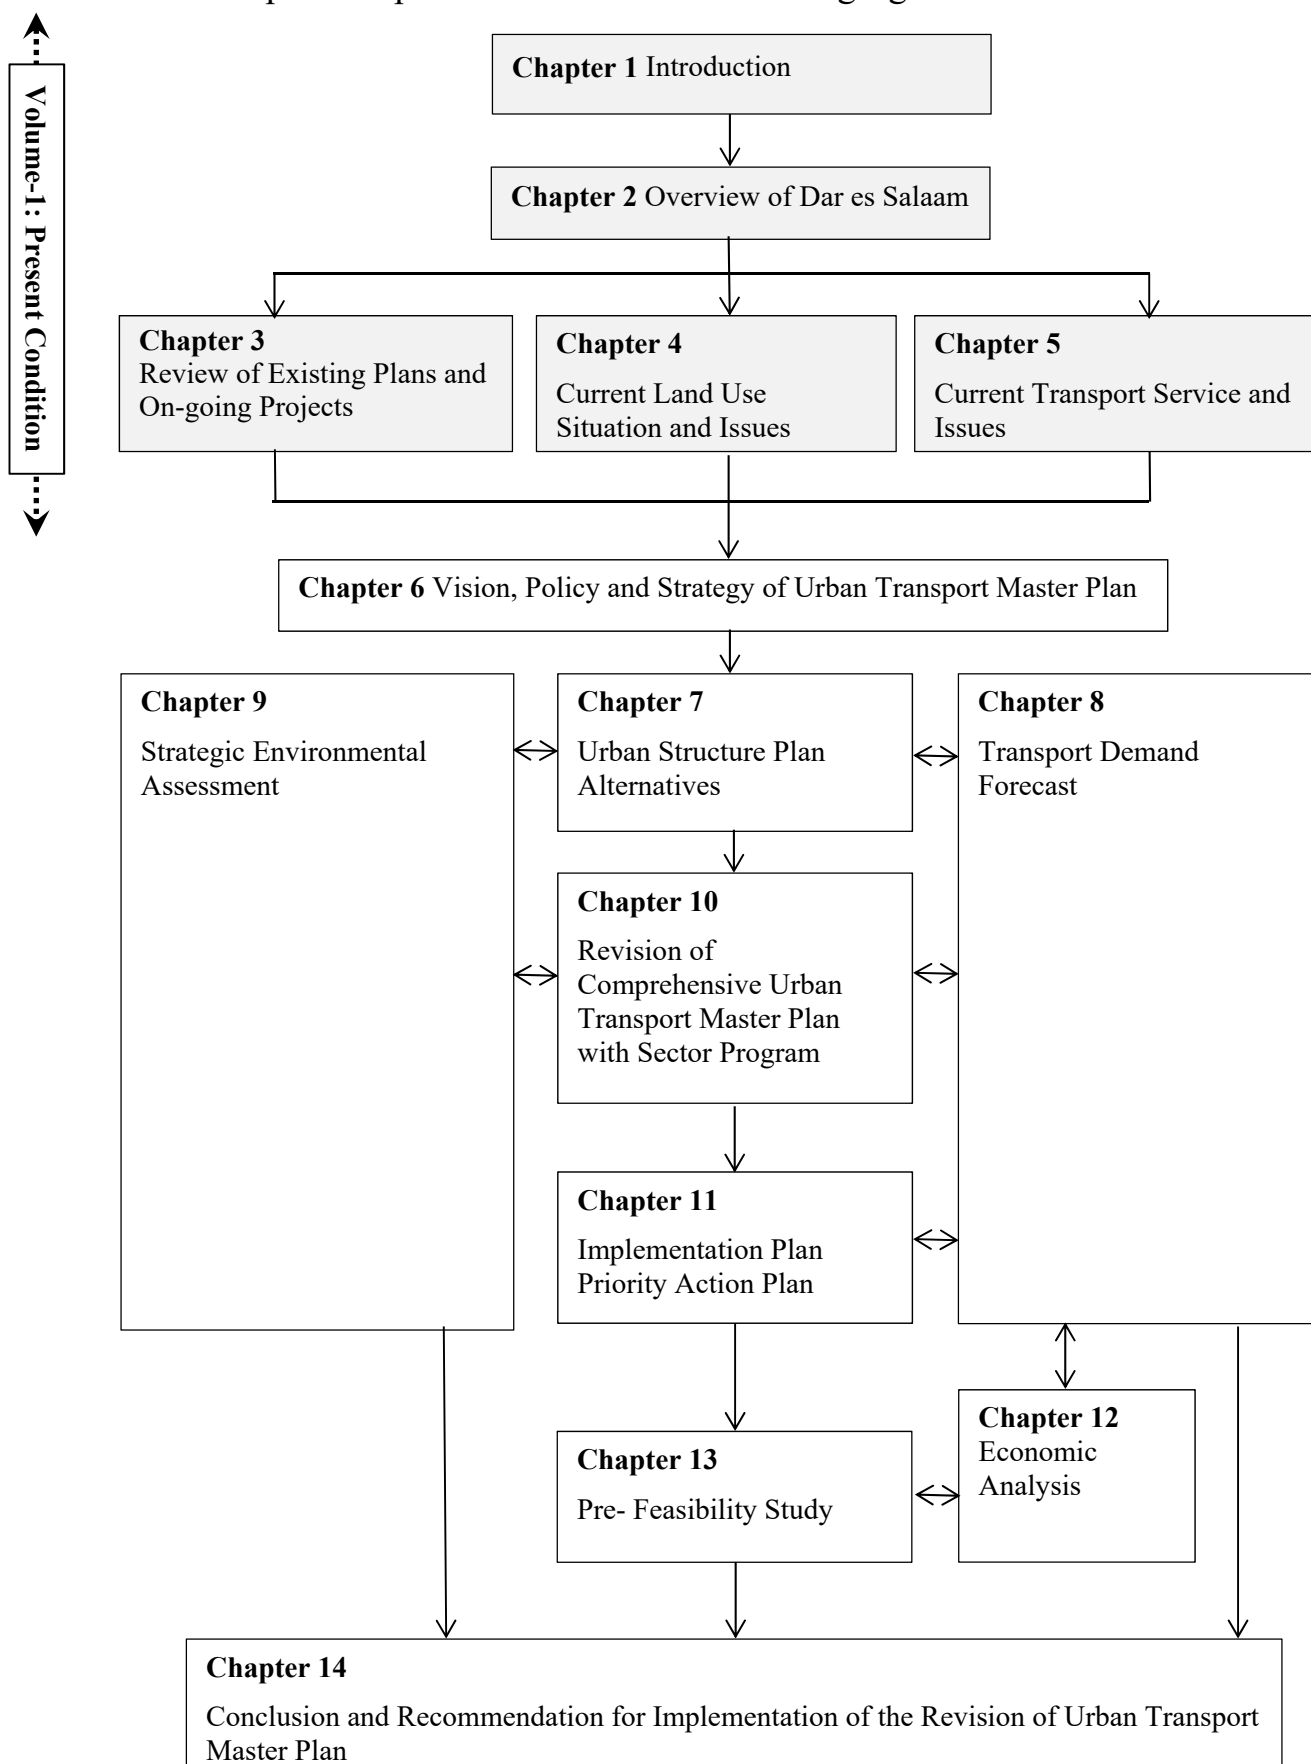 Volume-1: Present Condition
Chapter 1 Introduction
Chapter 2 Overview of Dar es Salaam
Chapter 3
Review of Existing Plans and
On-going Projects
Chapter 4
Current Land Use
Situation and Issues
Chapter 5
Current Transport Service and
Issues
Chapter 6 Vision, Policy and Strategy of Urban Transport Master Plan
Chapter 9
Strategic Environmental
Assessment
Chapter 7
Urban Structure Plan
Alternatives
Chapter 8
Transport Demand
Forecast
Chapter 10
Revision of
Comprehensive Urban
Transport Master Plan
with Sector Program
Chapter 11
Implementation Plan
Priority Action Plan
Chapter 12
Economic
Analysis
Chapter 13
Pre- Feasibility Study
Chapter 14
Conclusion and Recommendation for Implementation of the Revision of Urban Transport
Master Plan